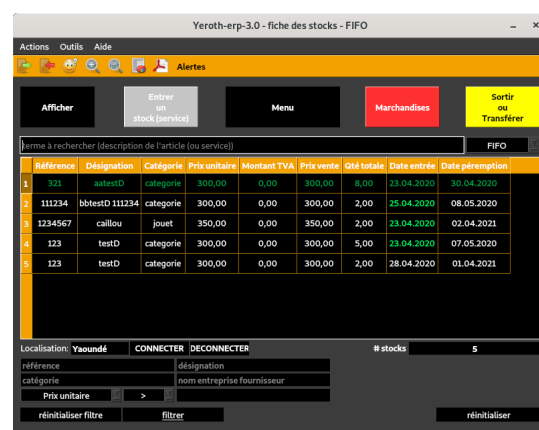 Yeroth-erp-3.0 - fiche des stocks - FIFO
Actions Outils Aide
Alertes
Afficher
Entrer
un
stock (service)
Menu
Marchandises
Sortir
ou
Transférer
terme à rechercher (description de l'article (ou service))
FIFO
Référence Désignation Catégorie Prix unitaire Montant TVA Prix vente Qté totale Date entrée Date péremption
1 321 aatestD categorie 300,00 0,00 300,00 8,00 23.04.2020 30.04.2020
2 111234 bbtestD 111234 categorie 300,00 0,00 300,00 2,00 25.04.2020 08.05.2020
3 1234567 caillou jouet 350,00 0,00 350,00 2,00 23.04.2020 02.04.2021
4 123 testD categorie 300,00 0,00 300,00 5,00 23.04.2020 07.05.2020
5 123 testD categorie 300,00 0,00 300,00 2,00 28.04.2020 01.04.2021
Localisation: Yaoundé CONNECTER DECONNECTER # stocks 5
référence désignation
catégorie nom entreprise fournisseur
Prix unitaire >
réinitialiser filtre filtrer réinitialiser